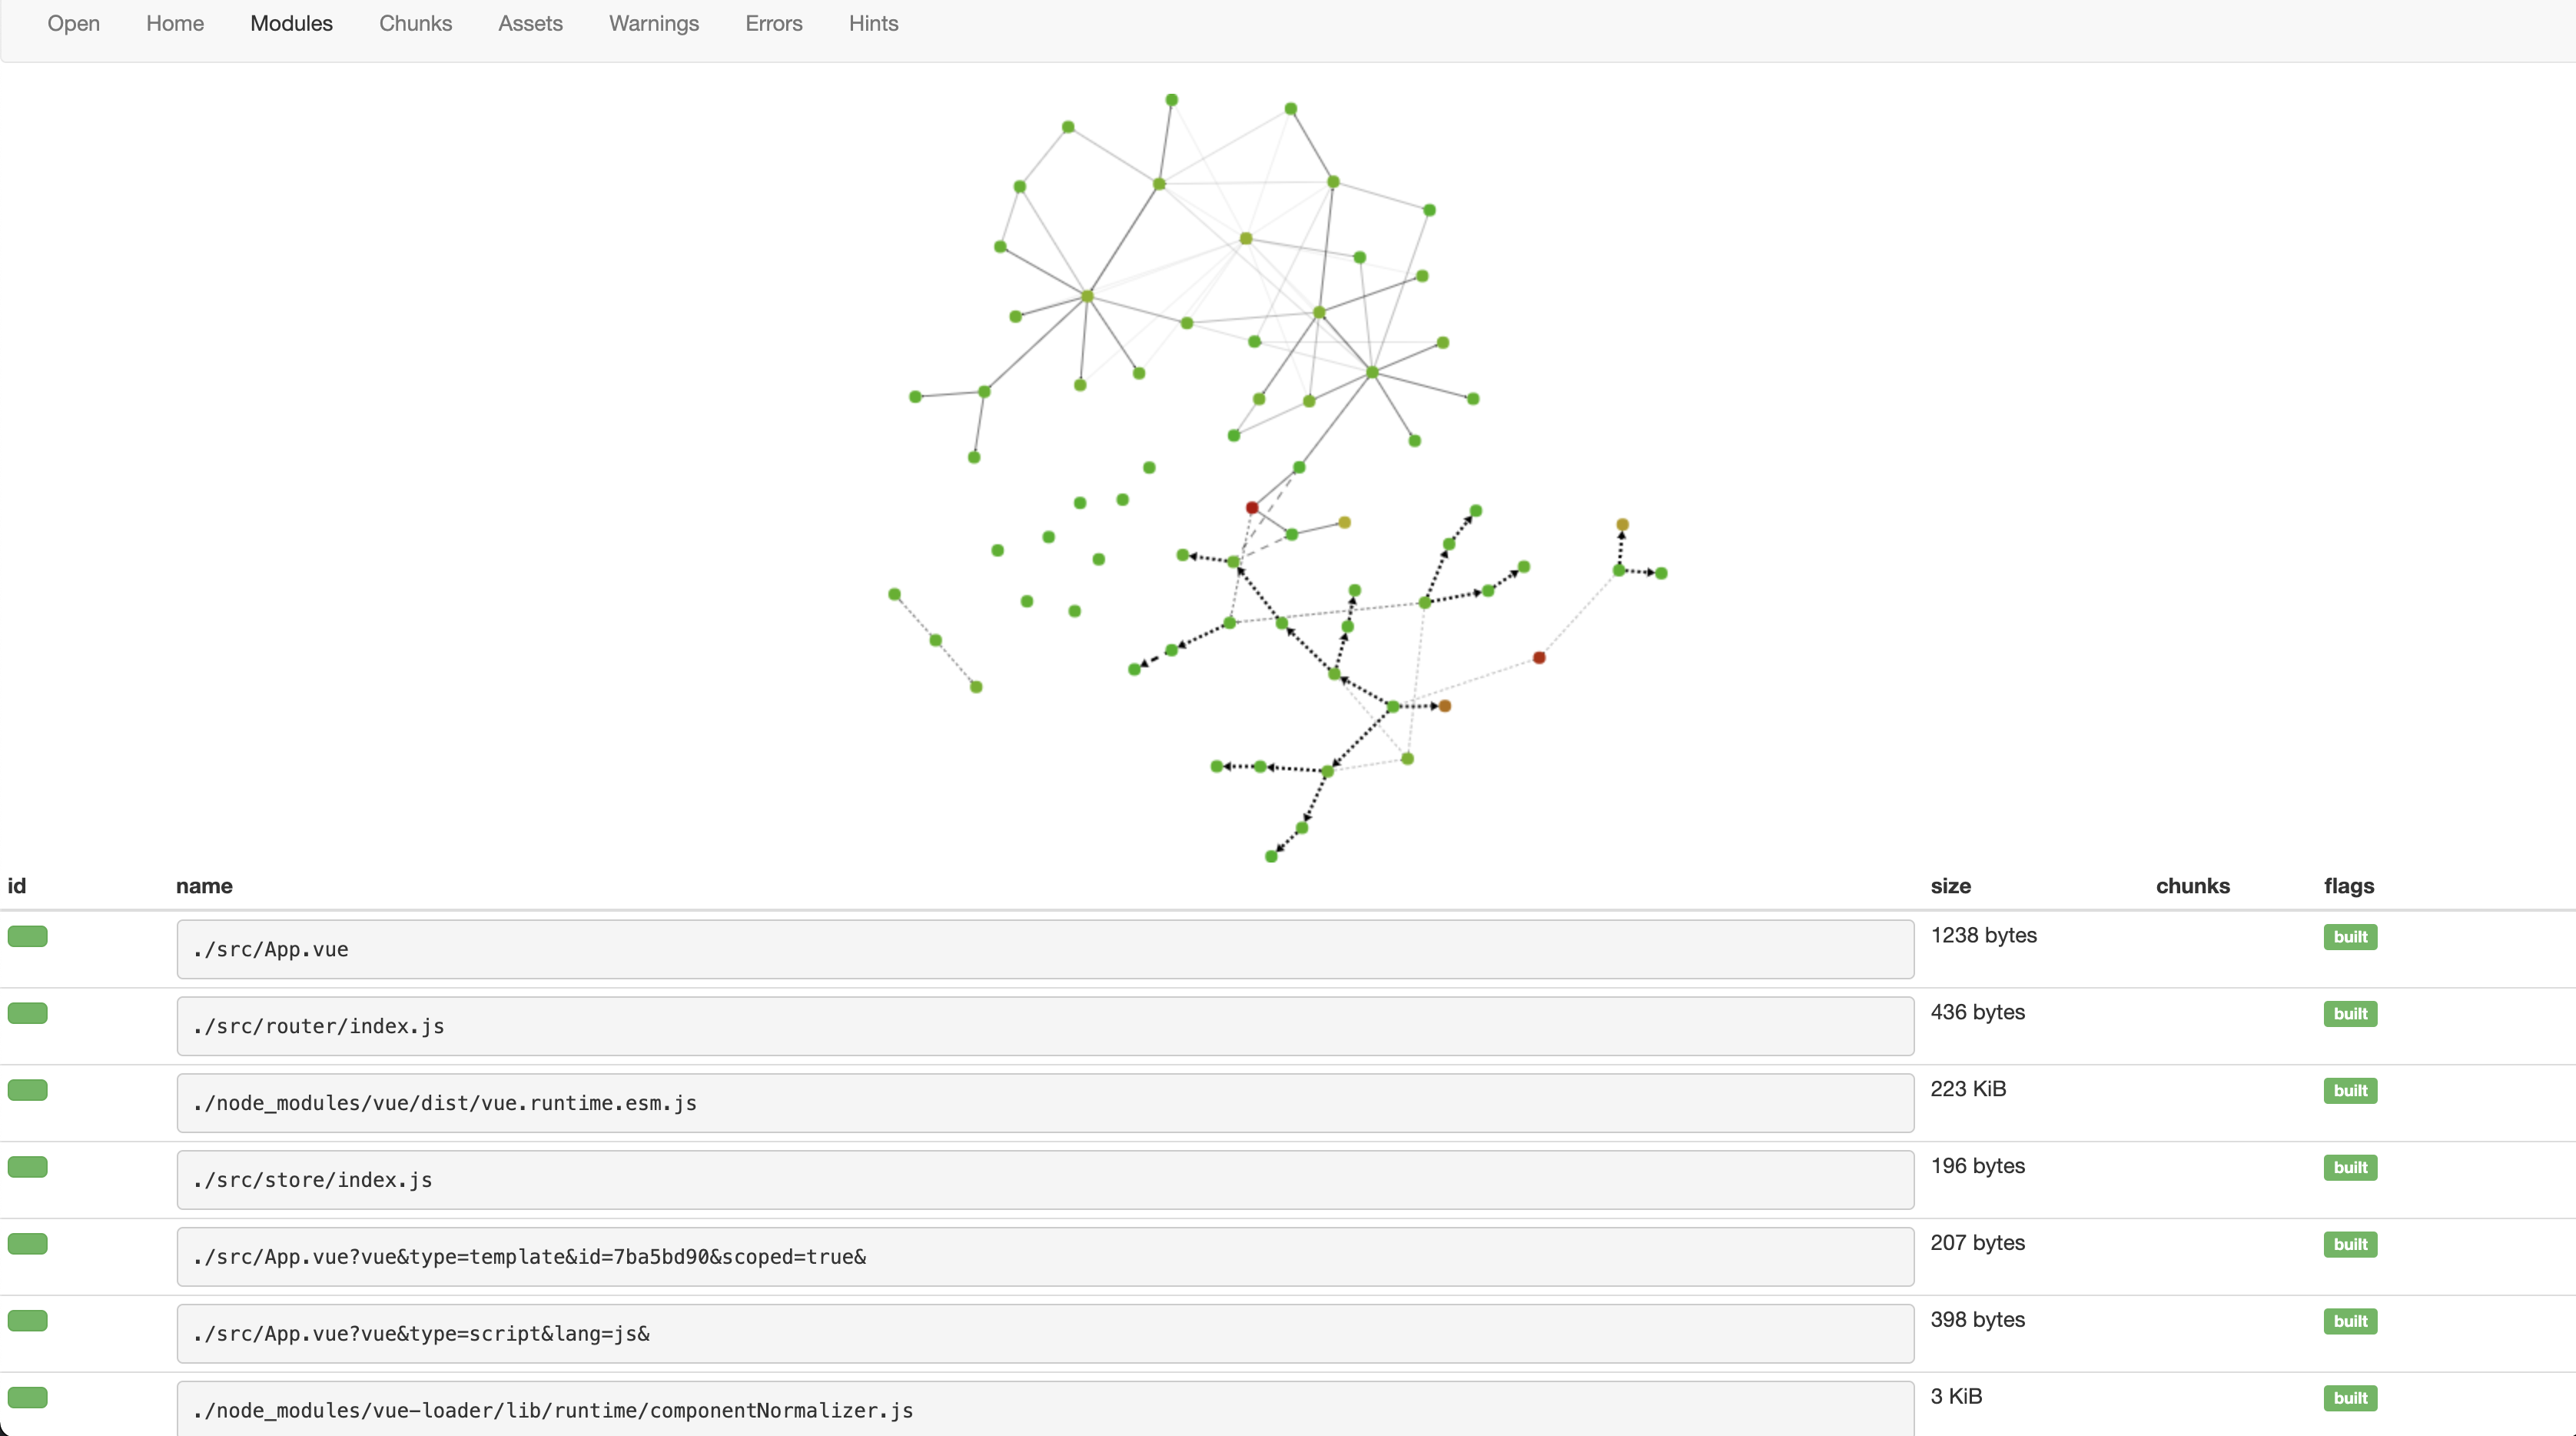 Open Home Modules Chunks Assets Warnings Errors Hints
id name size chunks flags
./src/App.vue 1238 bytes built
./src/router/index.js 436 bytes built
./node_modules/vue/dist/vue.runtime.esm.js 223 KiB built
./src/store/index.js 196 bytes built
./src/App.vue?vue&type=template&id=7ba5bd90&scoped=true& 207 bytes built
./src/App.vue?vue&type=script&lang=js& 398 bytes built
./node_modules/vue-loader/lib/runtime/componentNormalizer.js 3 KiB built